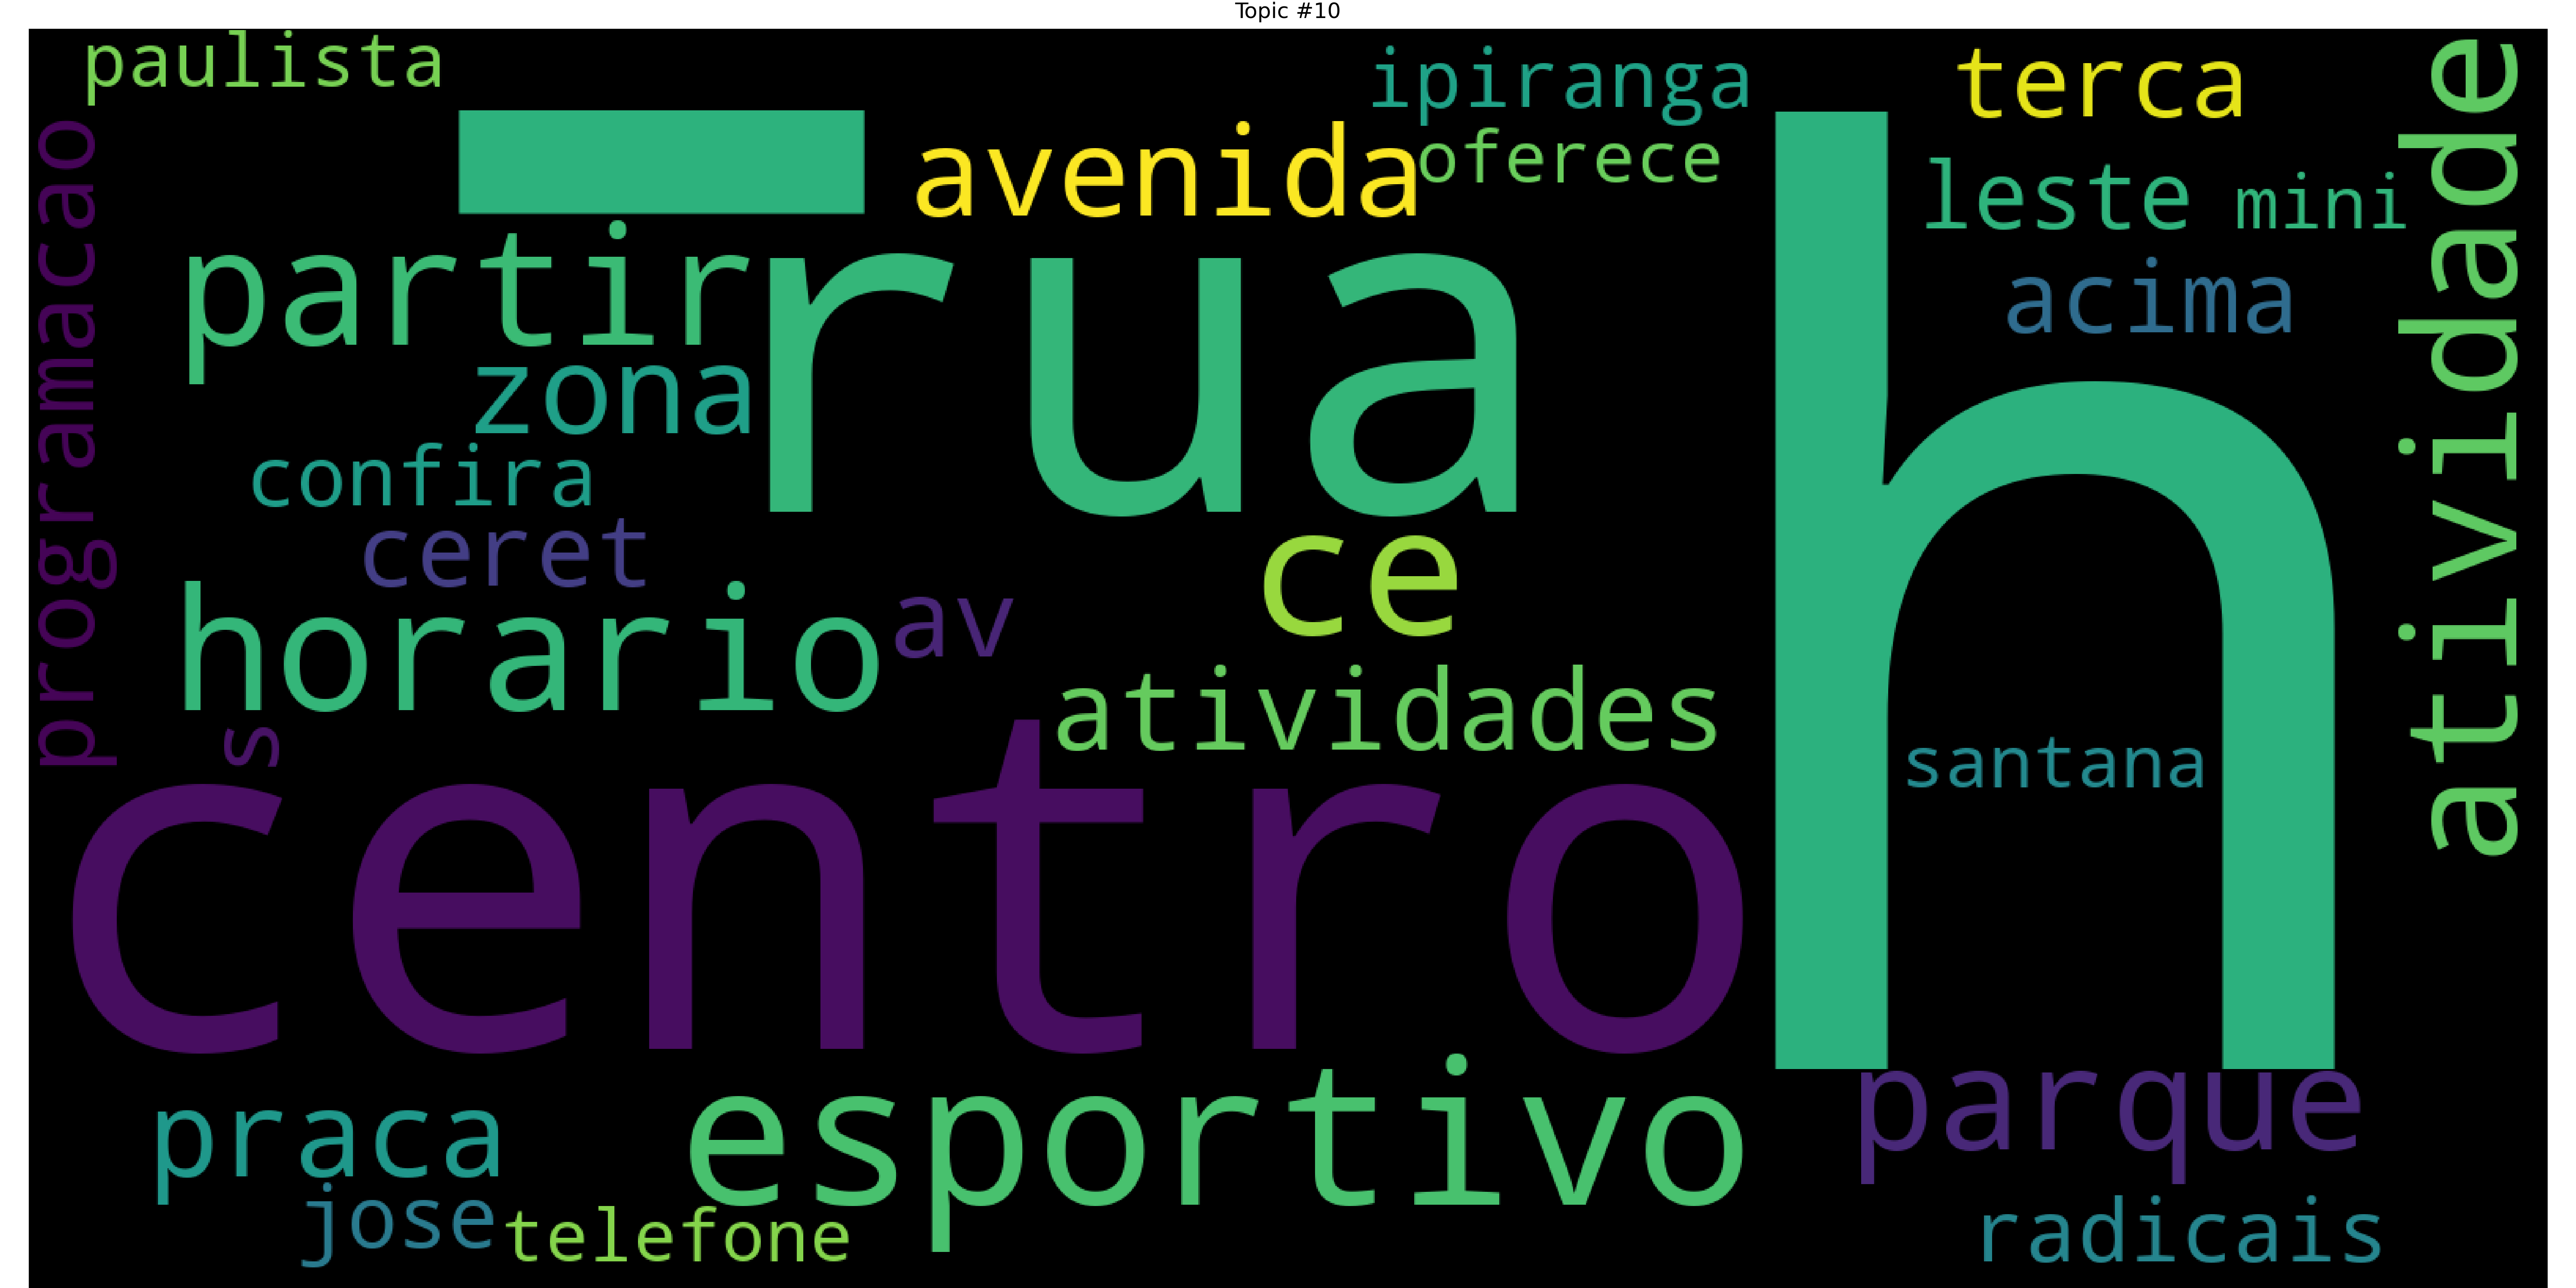 Topic #10
paulista
ipiranga
terca
avenida
oferece
leste
mini
partir
rua
h
acima
atividade
programacao
zona
confira
ceret
ce
horario
av
atividades
s
santana
centro
parque
praca
esportivo
jose
telefone
radicais